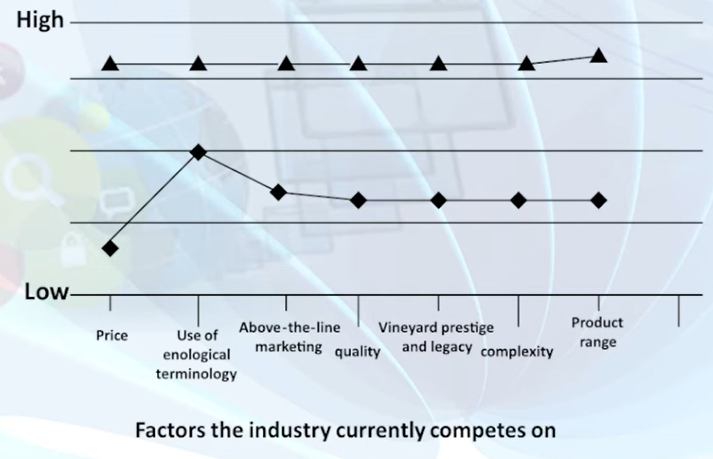 High
Low
Price
Use of
enological
terminology
Above-the-line
marketing
quality
Vineyard prestige
and legacy
complexity
Product
range
Factors the industry currently competes on